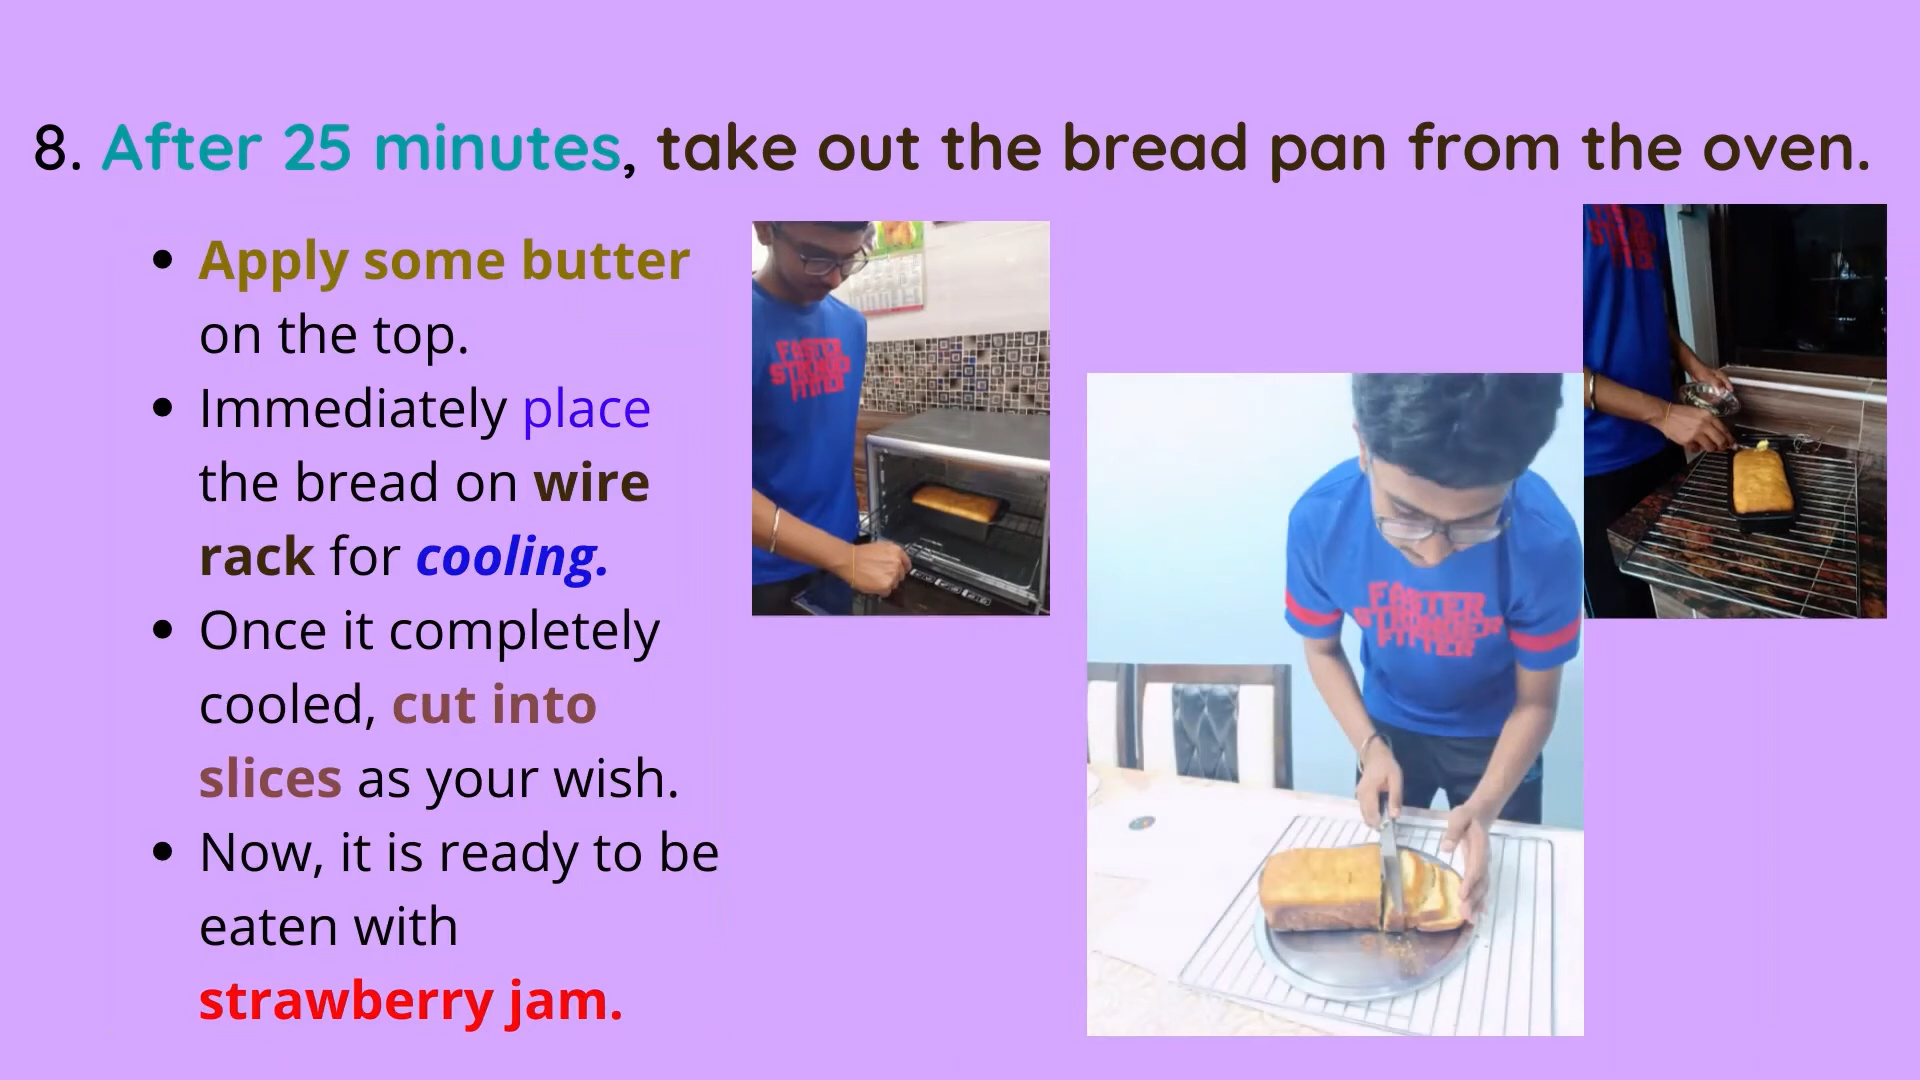 8. After 25 minutes, take out the bread pan from the oven.
Apply some butter
on the top.
Immediately place
the bread on wire
rack for cooling.
Once it completely
cooled, cut into
slices as your wish.
Now, it is ready to be
eaten with
strawberry jam.
FASTER
STRONGER
FITTER